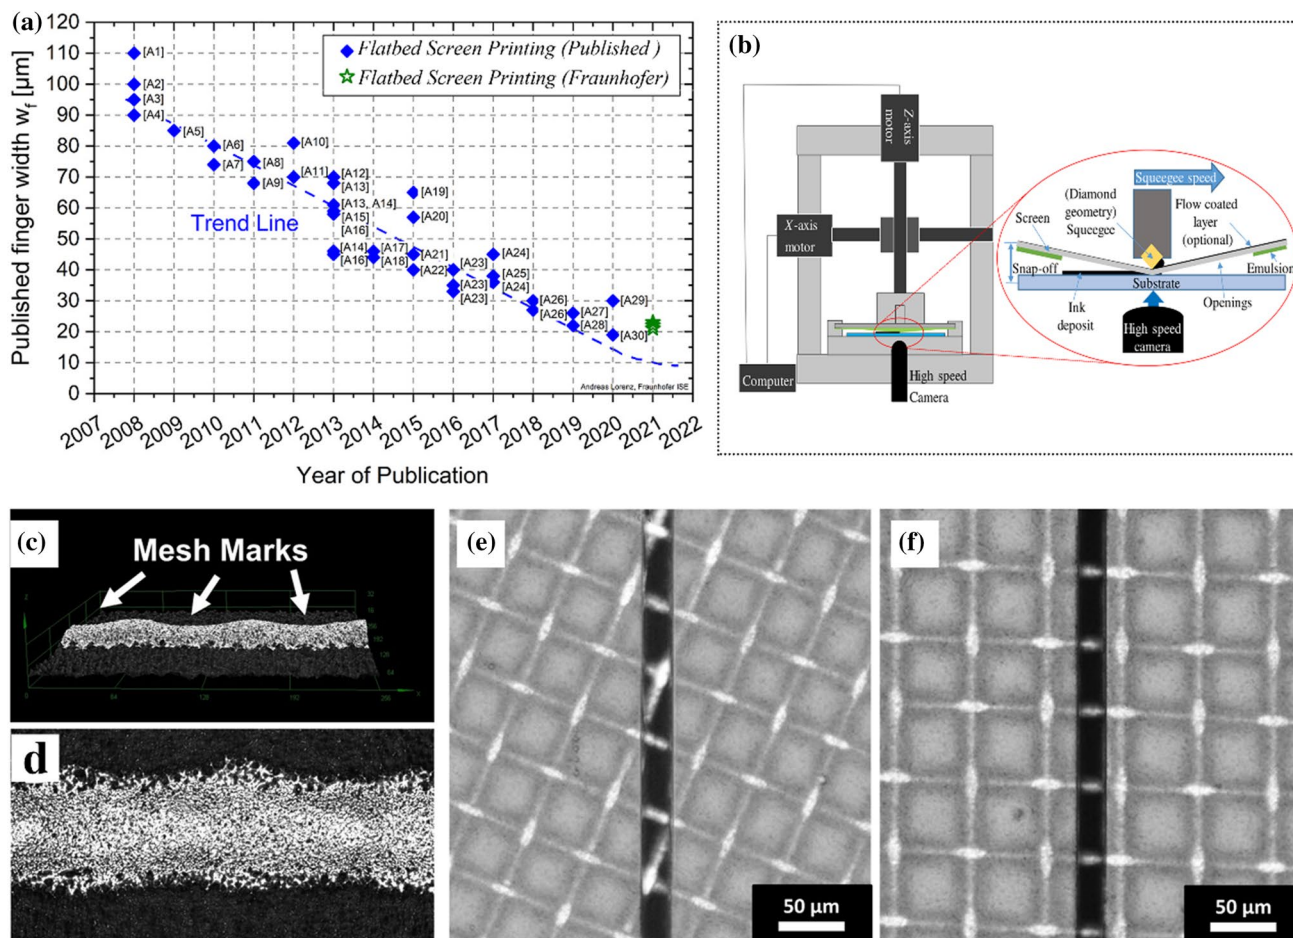 (a)
Published finger width w_f [µm]
120
110
100
90
80
70
60
50
40
30
20
10
0
Flatbed Screen Printing (Published )
Flatbed Screen Printing (Fraunhofer)
[A1]
[A2]
[A3]
[A4]
[A5]
[A6]
[A7]
[A8]
[A9]
[A10]
[A11]
[A12]
[A13]
[A13, A14]
[A15]
[A16]
[A14]
[A16]
[A17]
[A18]
[A19]
[A20]
[A21]
[A22]
[A23]
[A23]
[A23]
[A24]
[A25]
[A24]
[A26]
[A26]
[A27]
[A28]
[A29]
[A30]
Trend Line
Andreas Lorenz, Fraunhofer ISE
2007
2008
2009
2010
2011
2012
2013
2014
2015
2016
2017
2018
2019
2020
2021
2022
Year of Publication
(b)
Z-axis
motor
X-axis
motor
Computer
High speed
Camera
Squeegee speed
(Diamond
geometry)
Squeegee
Flow coated
layer
(optional)
Screen
Snap-off
Emulsion
Substrate
Ink
deposit
Openings
High speed
camera
(c)
Mesh Marks
64
128
192
d
(e)
50 µm
(f)
50 µm